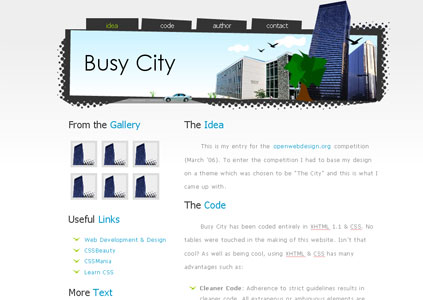 idea
code
author
contact
Busy City
From the Gallery
Useful Links
Web Development & Design
CSSBeauty
CSSMania
Learn CSS
More Text
The Idea
This is my entry for the openwebdesign.org competition
(March '06). To enter the competition I had to base my design
on a theme which was chosen to be "The City" and this is what I
came up with.
The Code
Busy City has been coded entirely in XHTML 1.1 & CSS. No
tables were touched in the making of this website. Isn't that
cool? As well as being cool, using XHTML & CSS has many
advantages such as:
Cleaner Code: Adherence to strict guidelines results in
cleaner code. All extraneous or ambiguous elements are